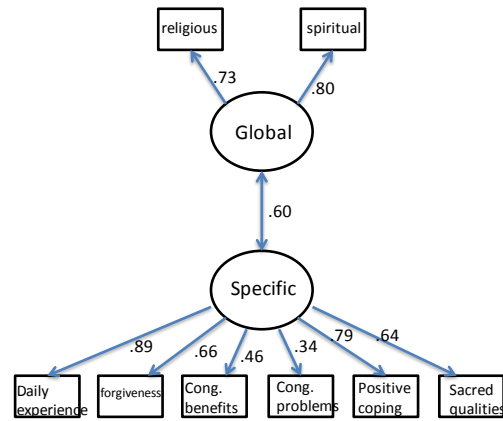 religious
spiritual
.73
.80
Global
.60
Specific
.89
.66
.46
.34
.79
.64
Daily
experience
forgiveness
Cong.
benefits
Cong.
problems
Positive
coping
Sacred
qualities